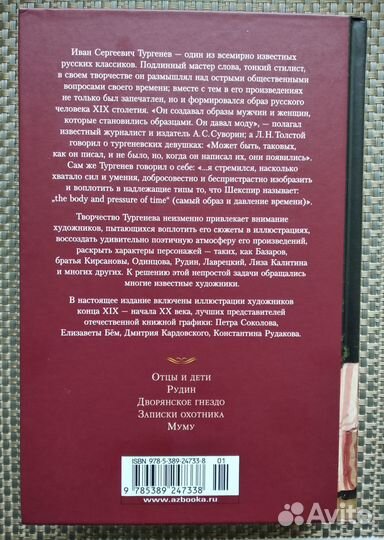 Иван Сергеевич Тургенев — один из всемирно известных
русских классиков. Подлинный мастер слова, тонкий стилист,
в своем творчестве он размышлял над острыми общественными
вопросами своего времени; вместе с тем в его произведениях
не только был запечатлен, но и формировался образ русского
человека XIX столетия, «Он создавал образы мужчин и женщин,
которые становились образцами. Он давал моду», — полагал
известный журналист и издатель А. С. Суворин; а Л. Н. Толстой
говорил о тургеневских девушках: «Может быть, таковых,
как он писал, и не было, но, когда он написал их, они появились».
Сам же Тургенев говорил о себе: «...я стремился, насколько
хватало сил и умения, добросовестно и беспристрастно изобразить
и воплотить в надлежащие типы то, что Шекспир называет:
„the body and pressure of time" (самый образ и давление времени)».
Творчество Тургенева неизменно привлекает внимание
художников, пытающихся воплотить его сюжеты в иллюстрациях,
воссоздать удивительно поэтичную атмосферу его произведений,
раскрыть характеры персонажей — таких, как Базаров,
братья Кирсановы, Одинцова, Рудин, Лаврецкий, Лиза Калитина
и многих других. К решению этой непростой задачи обращались
многие известные художники.
В настоящее издание включены иллюстрации художников
конца XIX — начала XX века, лучших представителей
отечественной книжной графики: Петра Соколова,
Елизаветы Бём, Дмитрия Кардовского, Константина Рудакова.
Отцы и дети
Рудин
Дворянское гнездо
Записки охотника
Муму
ISBN 978-5-389-24733-8
01
9 785389 247338
www.azbooka.ru
Avito